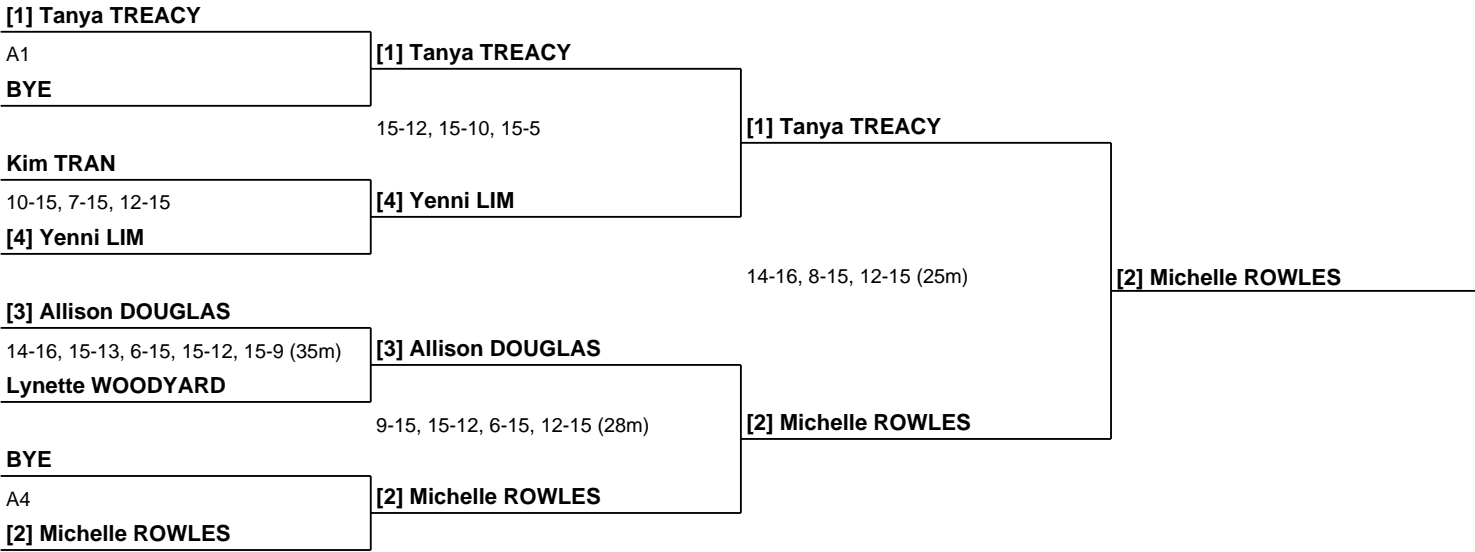 [1] Tanya TREACY
A1
BYE
[1] Tanya TREACY
15-12, 15-10, 15-5
[1] Tanya TREACY
Kim TRAN
10-15, 7-15, 12-15
[4] Yenni LIM
[4] Yenni LIM
14-16, 8-15, 12-15 (25m)
[2] Michelle ROWLES
[3] Allison DOUGLAS
14-16, 15-13, 6-15, 15-12, 15-9 (35m)
Lynette WOODYARD
[3] Allison DOUGLAS
9-15, 15-12, 6-15, 12-15 (28m)
[2] Michelle ROWLES
BYE
A4
[2] Michelle ROWLES
[2] Michelle ROWLES